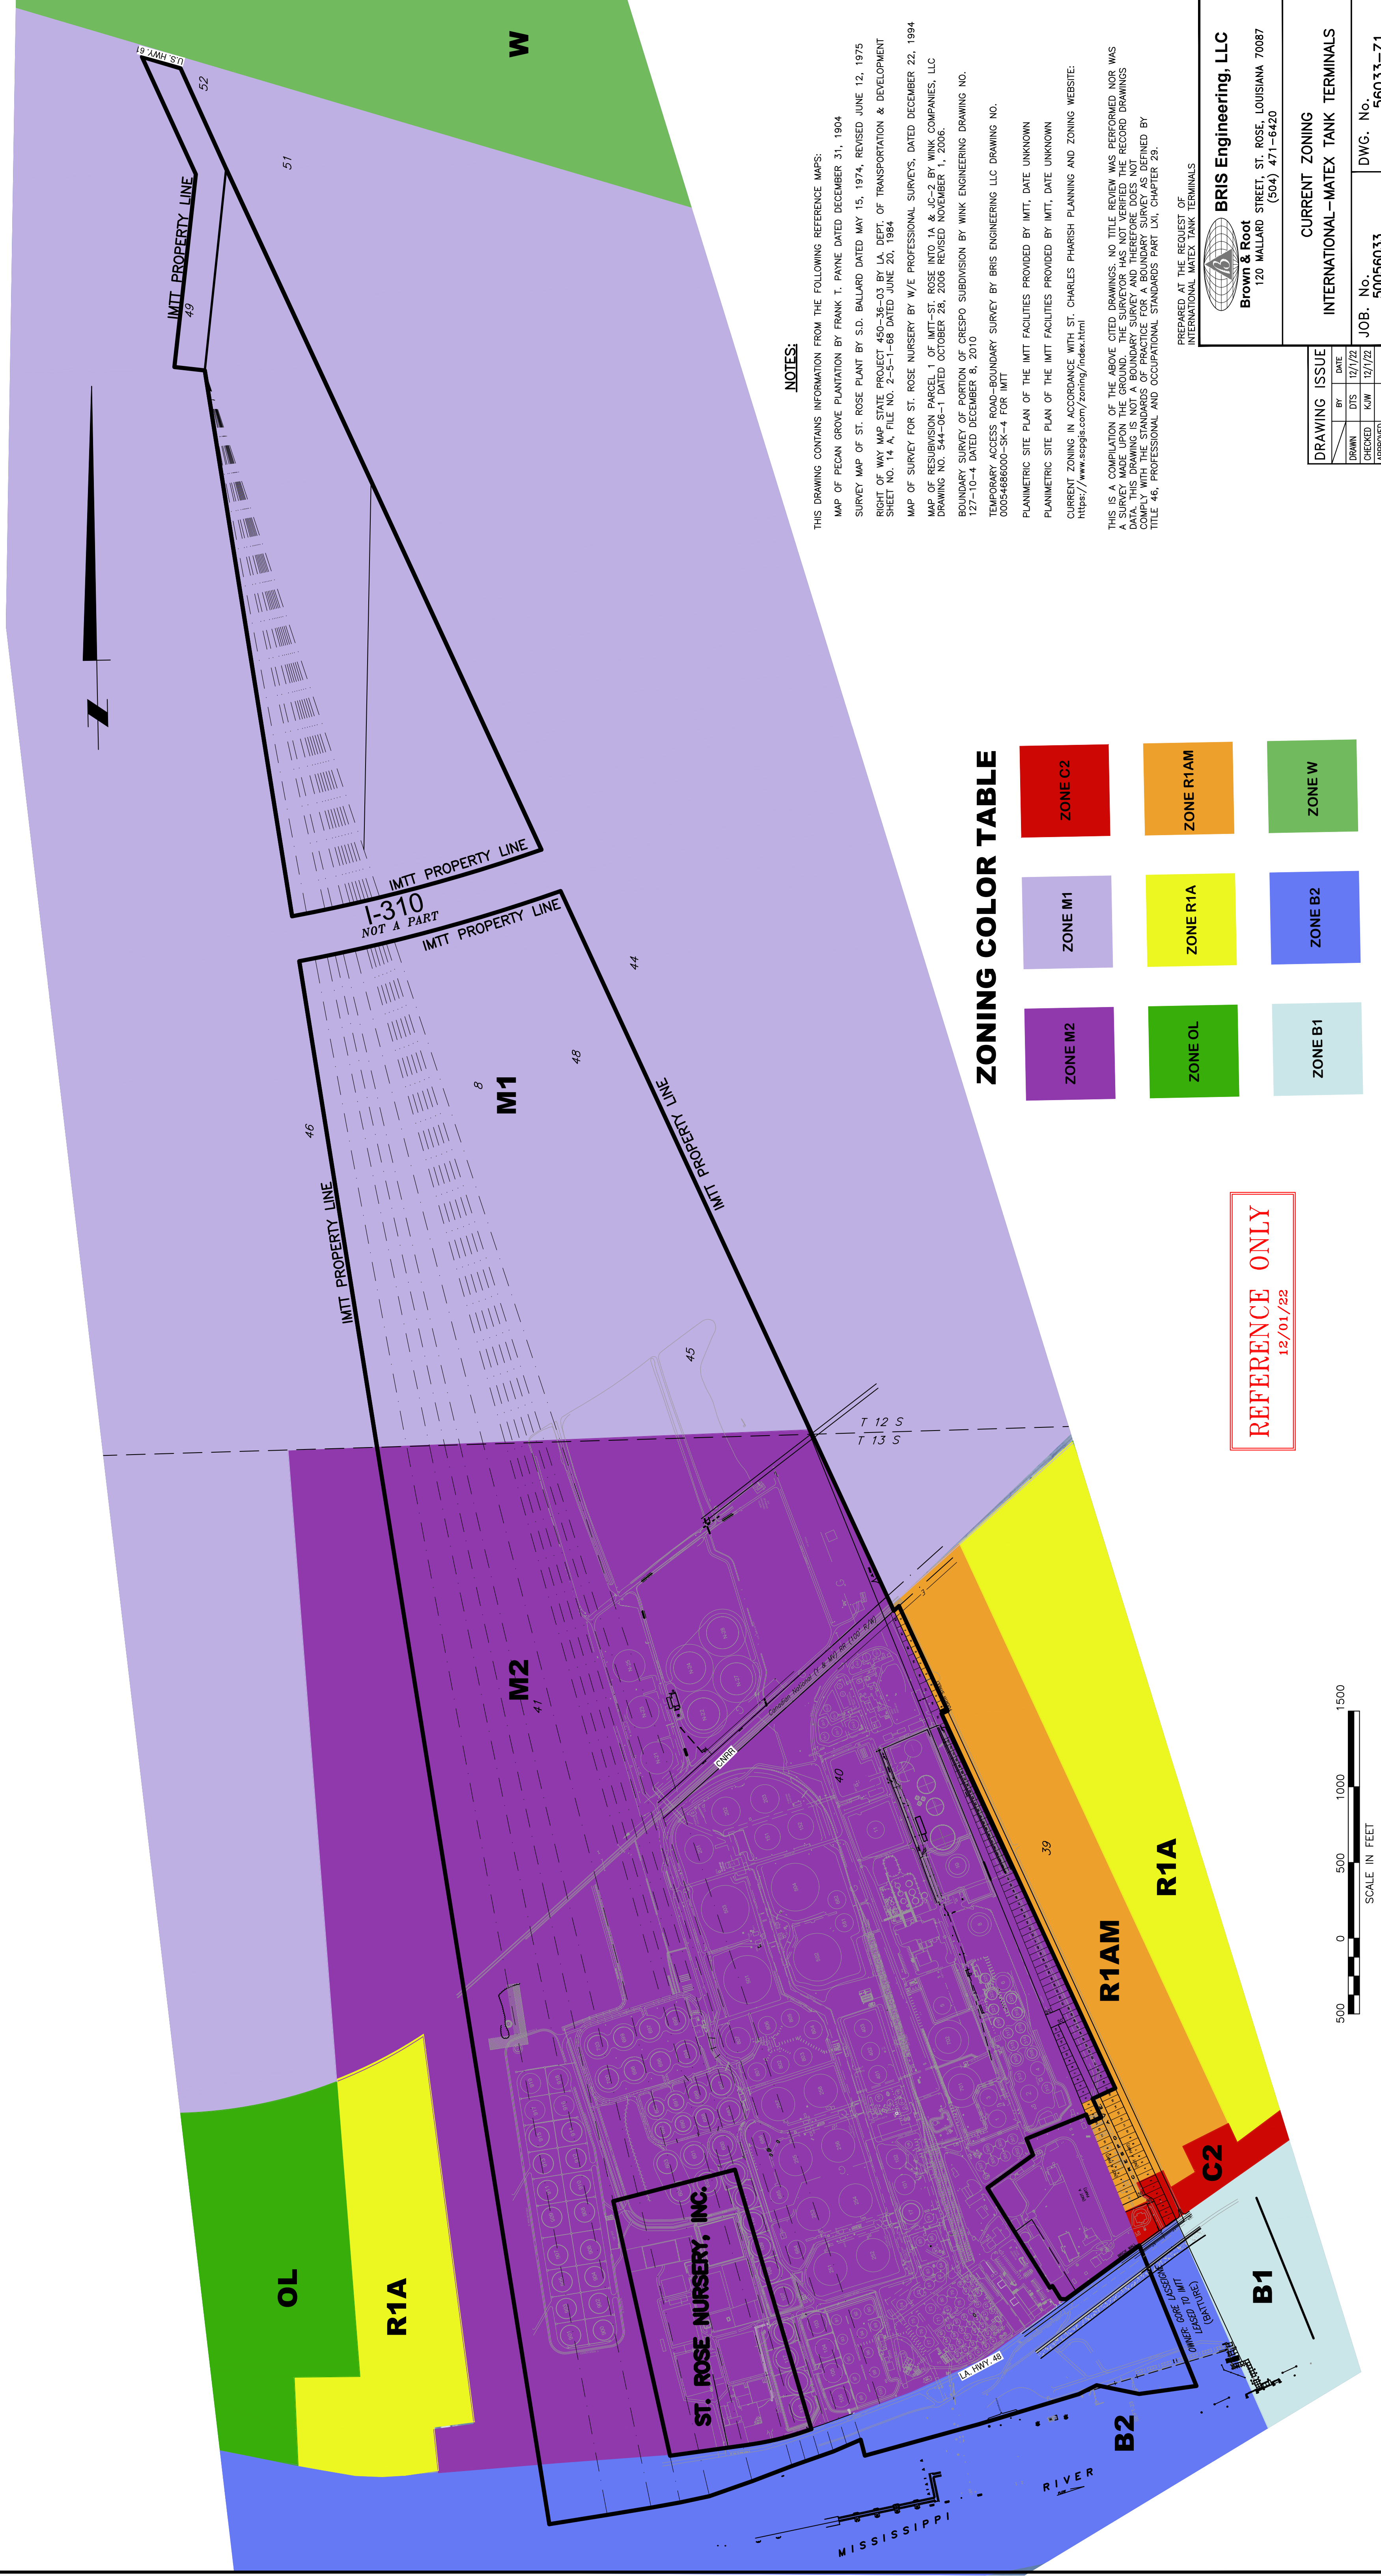 W
U.S. HWY. 61
52
51
IMTT PROPERTY LINE
49
IMTT PROPERTY LINE
I-310
NOT A PART
IMTT PROPERTY LINE
44
48
8
M1
46
IMTT PROPERTY LINE
IMTT PROPERTY LINE
45
T 12 S
T 13 S
M2
41
Canadian National (Y & MV) RR (100' R/W)
CNRR
40
39
R1A
R1AM
C2
OL
R1A
ST. ROSE NURSERY, INC.
LA. HWY. 48
OWNER: GORE LASSEIGNE
LEASED TO IMTT
(BATTURE)
B1
B2
MISSISSIPPI
RIVER
NOTES:
THIS DRAWING CONTAINS INFORMATION FROM THE FOLLOWING REFERENCE MAPS:
MAP OF PECAN GROVE PLANTATION BY FRANK T. PAYNE DATED DECEMBER 31, 1904
SURVEY MAP OF ST. ROSE PLANT BY S.D. BALLARD DATED MAY 15, 1974, REVISED JUNE 12, 1975
RIGHT OF WAY MAP STATE PROJECT 450-36-03 BY LA. DEPT. OF TRANSPORTATION & DEVELOPMENT
SHEET NO. 14 A, FILE NO. 2-5-1-68 DATED JUNE 20, 1984
MAP OF SURVEY FOR ST. ROSE NURSERY BY W/E PROFESSIONAL SURVEYS, DATED DECEMBER 22, 1994
MAP OF RESUBDIVISION PARCEL 1 OF IMTT-ST. ROSE INTO 1A & JC-2 BY WINK COMPANIES, LLC
DRAWING NO. 544-06-1 DATED OCTOBER 28, 2006 REVISED NOVEMBER 1, 2006.
BOUNDARY SURVEY OF PORTION OF CRESPO SUBDIVISION BY WINK ENGINEERING DRAWING NO.
127-10-4 DATED DECEMBER 8, 2010
TEMPORARY ACCESS ROAD-BOUNDARY SURVEY BY BRIS ENGINEERING LLC DRAWING NO.
00054686000-SK-4 FOR IMTT
PLANIMETRIC SITE PLAN OF THE IMTT FACILITIES PROVIDED BY IMTT, DATE UNKNOWN
PLANIMETRIC SITE PLAN OF THE IMTT FACILITIES PROVIDED BY IMTT, DATE UNKNOWN
CURRENT ZONING IN ACCORDANCE WITH ST. CHARLES PHARISH PLANNING AND ZONING WEBSITE:
https://www.scpgis.com/zoning/index.html
THIS IS A COMPILATION OF THE ABOVE CITED DRAWINGS. NO TITLE REVIEW WAS PERFORMED NOR WAS
A SURVEY MADE UPON THE GROUND. THE SURVEYOR HAS NOT VERIFIED THE RECORD DRAWINGS
DATA. THIS DRAWING IS NOT A BOUNDARY SURVEY AND THEREFORE DOES NOT
COMPLY WITH THE STANDARDS OF PRACTICE FOR A BOUNDARY SURVEY AS DEFINED BY
TITLE 46, PROFESSIONAL AND OCCUPATIONAL STANDARDS PART LXI, CHAPTER 29.
PREPARED AT THE REQUEST OF
INTERNATIONAL MATEX TANK TERMINALS
BRIS Engineering, LLC
Brown & Root
120 MALLARD STREET, ST. ROSE, LOUISIANA 70087
(504) 471-6420
CURRENT ZONING
INTERNATIONAL-MATEX TANK TERMINALS
JOB. No.
50056033
DWG. No.
56033-Z1
DRAWING ISSUE
BY DATE
DRAWN DTS 12/1/22
CHECKED KJW 12/1/22
APPROVED
ZONING COLOR TABLE
ZONE M2 ZONE M1 ZONE C2
ZONE OL ZONE R1A ZONE R1AM
ZONE B1 ZONE B2 ZONE W
REFERENCE ONLY
12/01/22
500 0 500 1000 1500
SCALE IN FEET